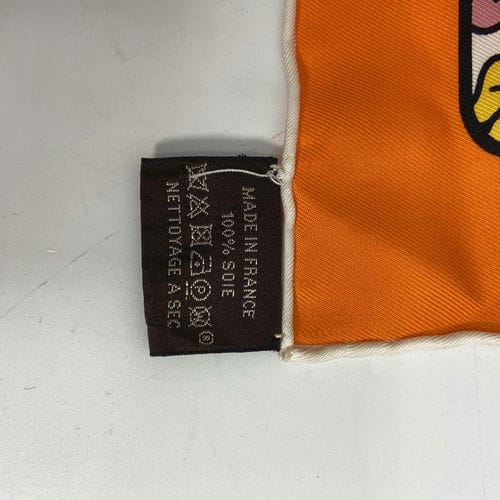 MADE IN FRANCE
100% SOIE
®
NETTOYAGE A SEC